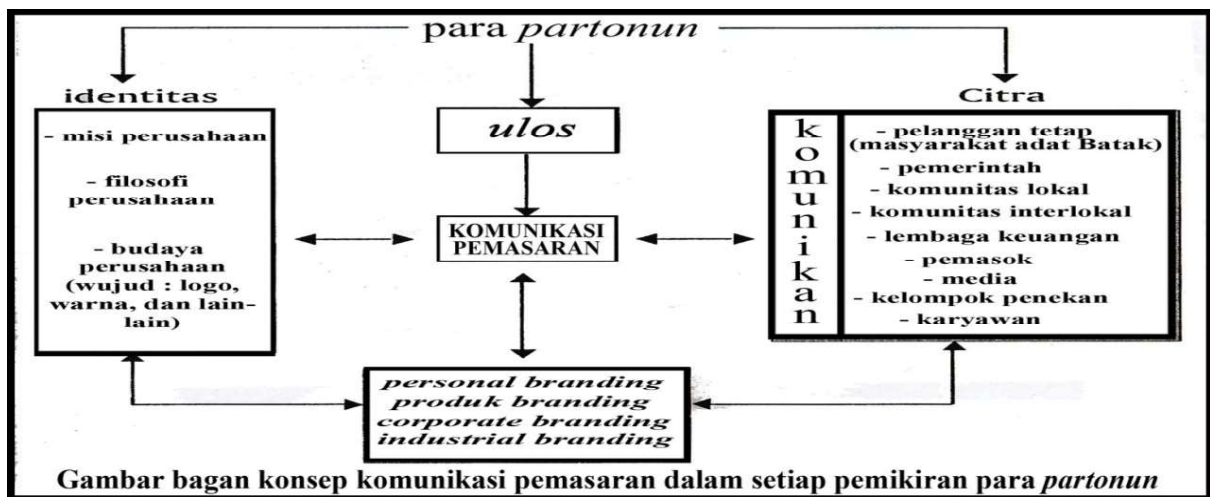 para partonun
identitas
- misi perusahaan
- filosofi
perusahaan
- budaya
perusahaan
(wujud : logo,
warna, dan lain-
lain)
ulos
KOMUNIKASI
PEMASARAN
Citra
komunikan
- pelanggan tetap
(masyarakat adat Batak)
- pemerintah
- komunitas lokal
- komunitas interlokal
- lembaga keuangan
- pemasok
- media
- kelompok penekan
- karyawan
personal branding
produk branding
corporate branding
industrial branding
Gambar bagan konsep komunikasi pemasaran dalam setiap pemikiran para partonun